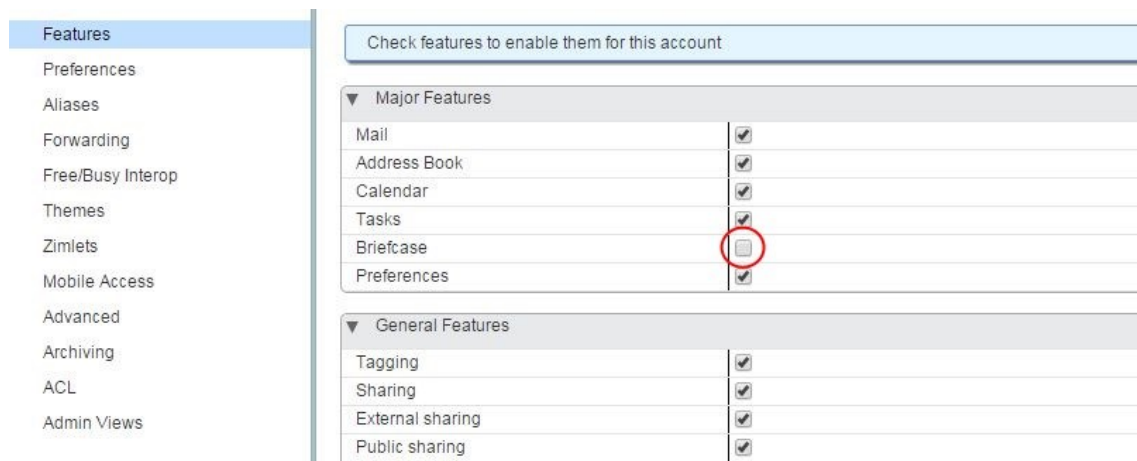 Features
Preferences
Aliases
Forwarding
Free/Busy Interop
Themes
Zimlets
Mobile Access
Advanced
Archiving
ACL
Admin Views
Check features to enable them for this account
Major Features
Mail
Address Book
Calendar
Tasks
Briefcase
Preferences
General Features
Tagging
Sharing
External sharing
Public sharing